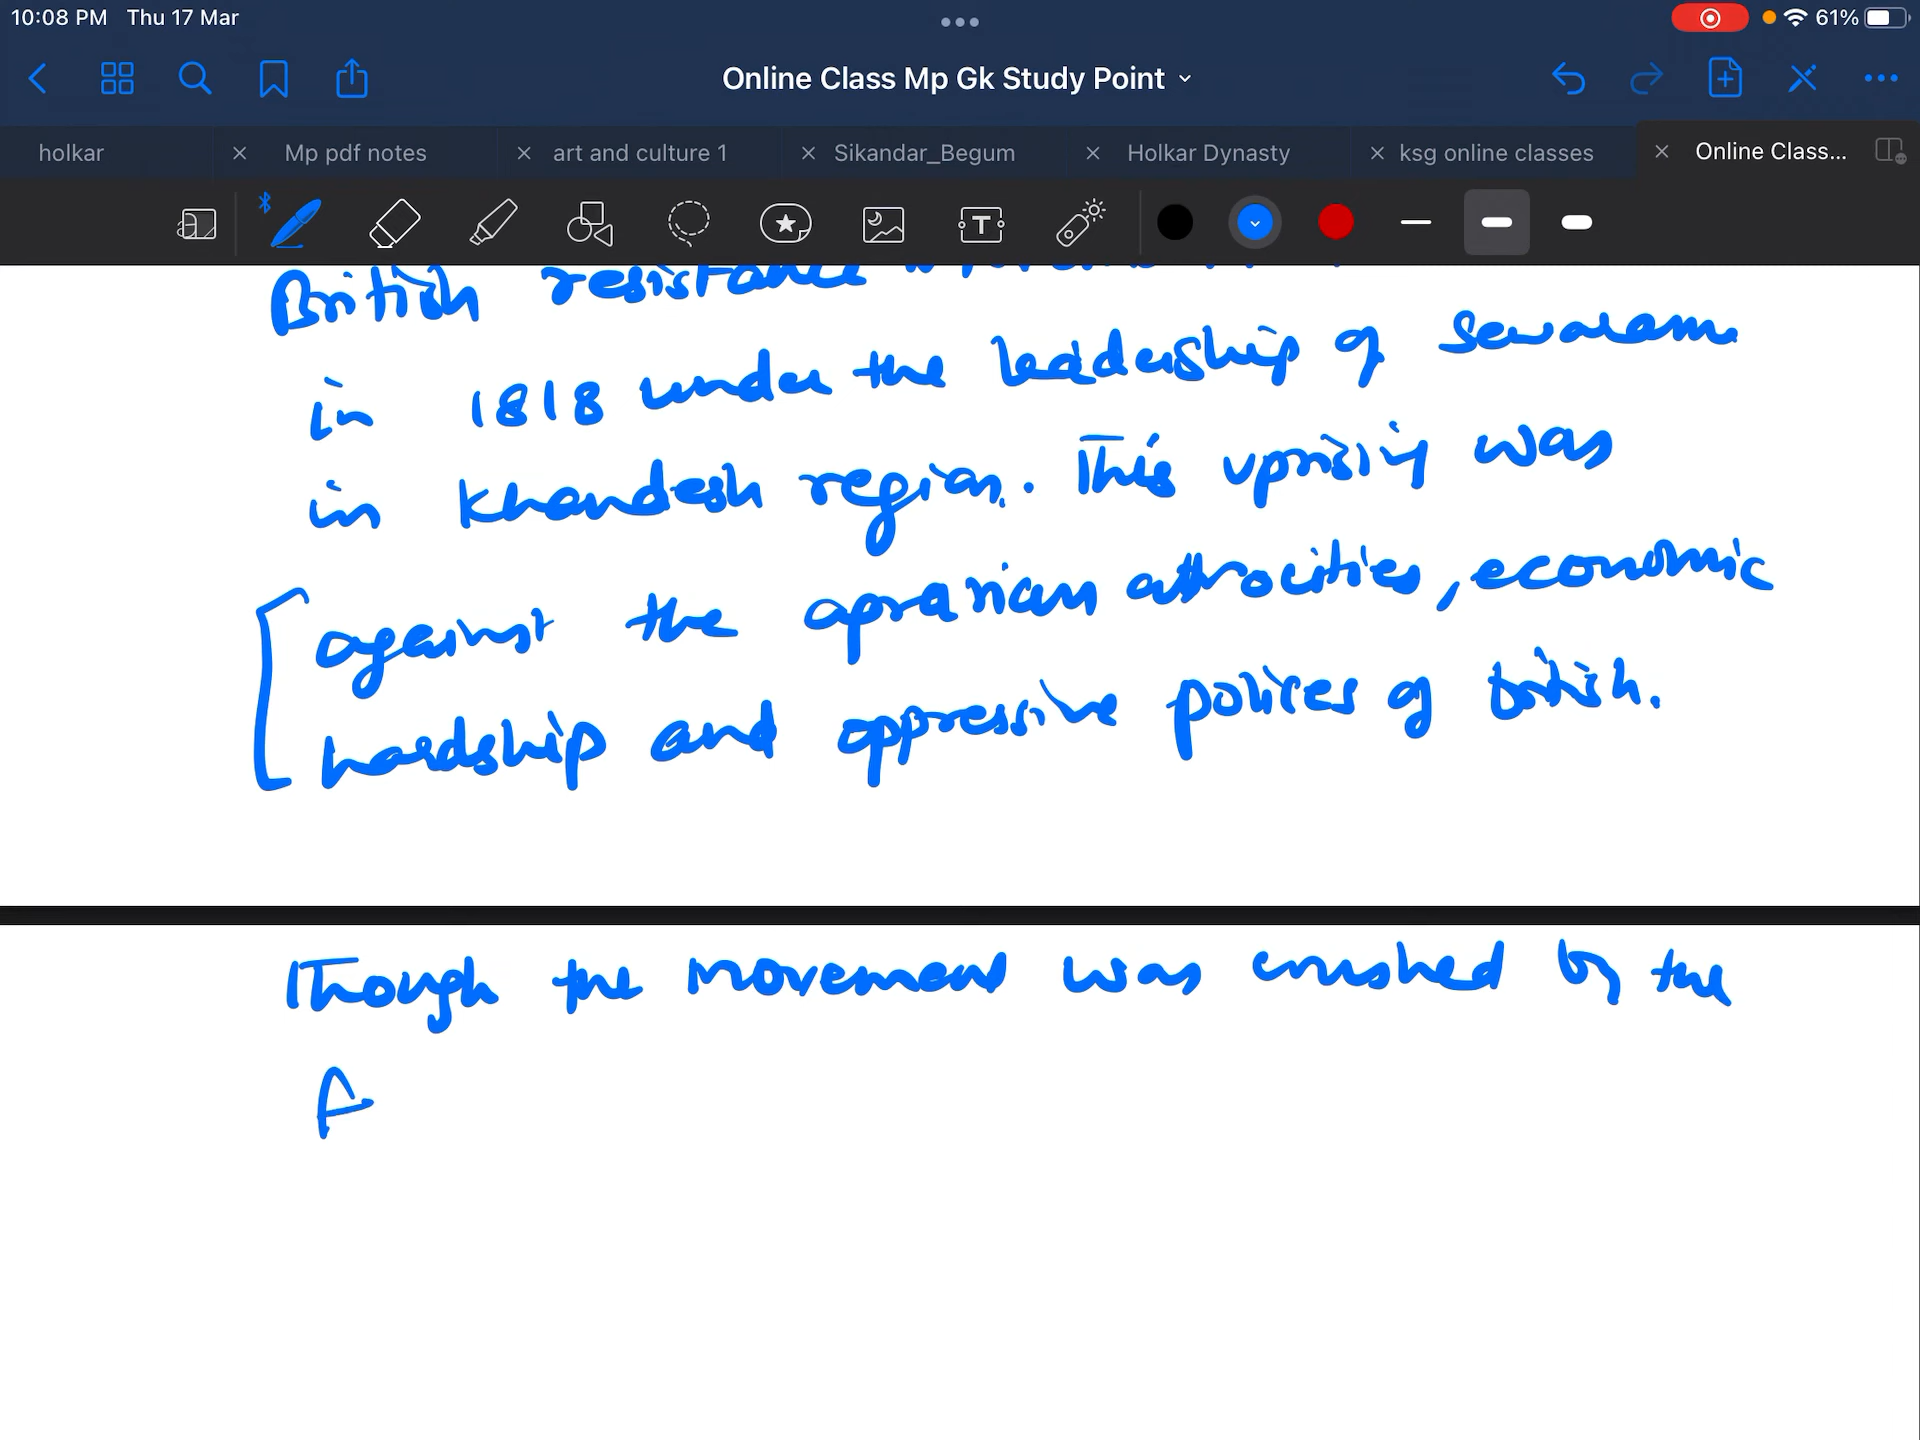 10:08 PM Thu 17 Mar
61%
Online Class Mp Gk Study Point
holkar
Mp pdf notes
art and culture 1
Sikandar_Begum
Holkar Dynasty
ksg online classes
Online Class...
British resistance
in 1818 under the leadership of Sewaram
in Khandesh region. This uprising was
against the agrarian attrocities, economic
hardship and oppressive polices of british.
Though the movement was crushed by the